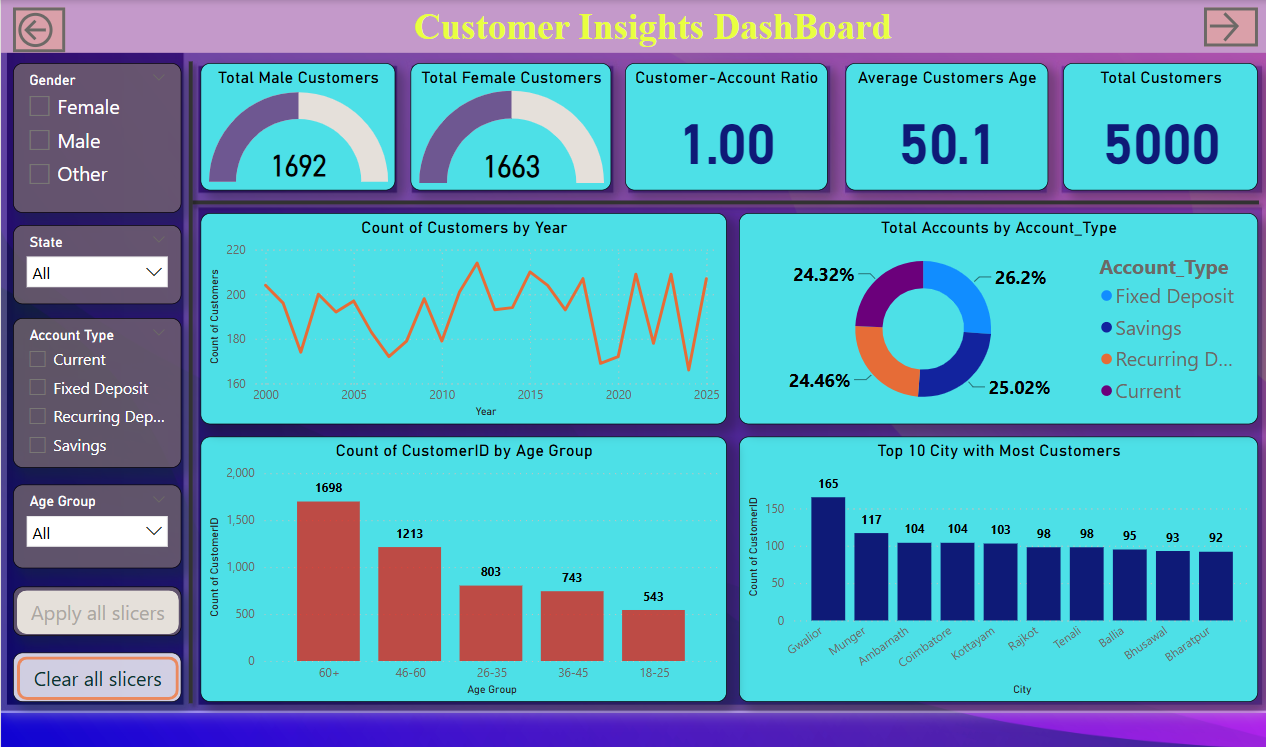 Customer Insights DashBoard
Gender
Female
Male
Other
State
All
Account Type
Current
Fixed Deposit
Recurring Dep...
Savings
Age Group
All
Apply all slicers
Clear all slicers
Total Male Customers
1692
Total Female Customers
1663
Customer-Account Ratio
1.00
Average Customers Age
50.1
Total Customers
5000
Count of Customers by Year
Count of Customers
220
200
180
160
2000 2005 2010 2015 2020 2025
Year
Total Accounts by Account_Type
24.32%
26.2%
24.46%
25.02%
Account_Type
Fixed Deposit
Savings
Recurring D...
Current
Count of CustomerID by Age Group
Count of CustomerID
2,000
1,500
1,000
500
0
1698 1213 803 743 543
60+ 46-60 26-35 36-45 18-25
Age Group
Top 10 City with Most Customers
Count of CustomerID
150
100
50
0
165 117 104 104 103 98 98 95 93 92
Gwalior Munger Ambarnath Coimbatore Kottayam Rajkot Tenali Ballia Bhusawal Bharatpur
City